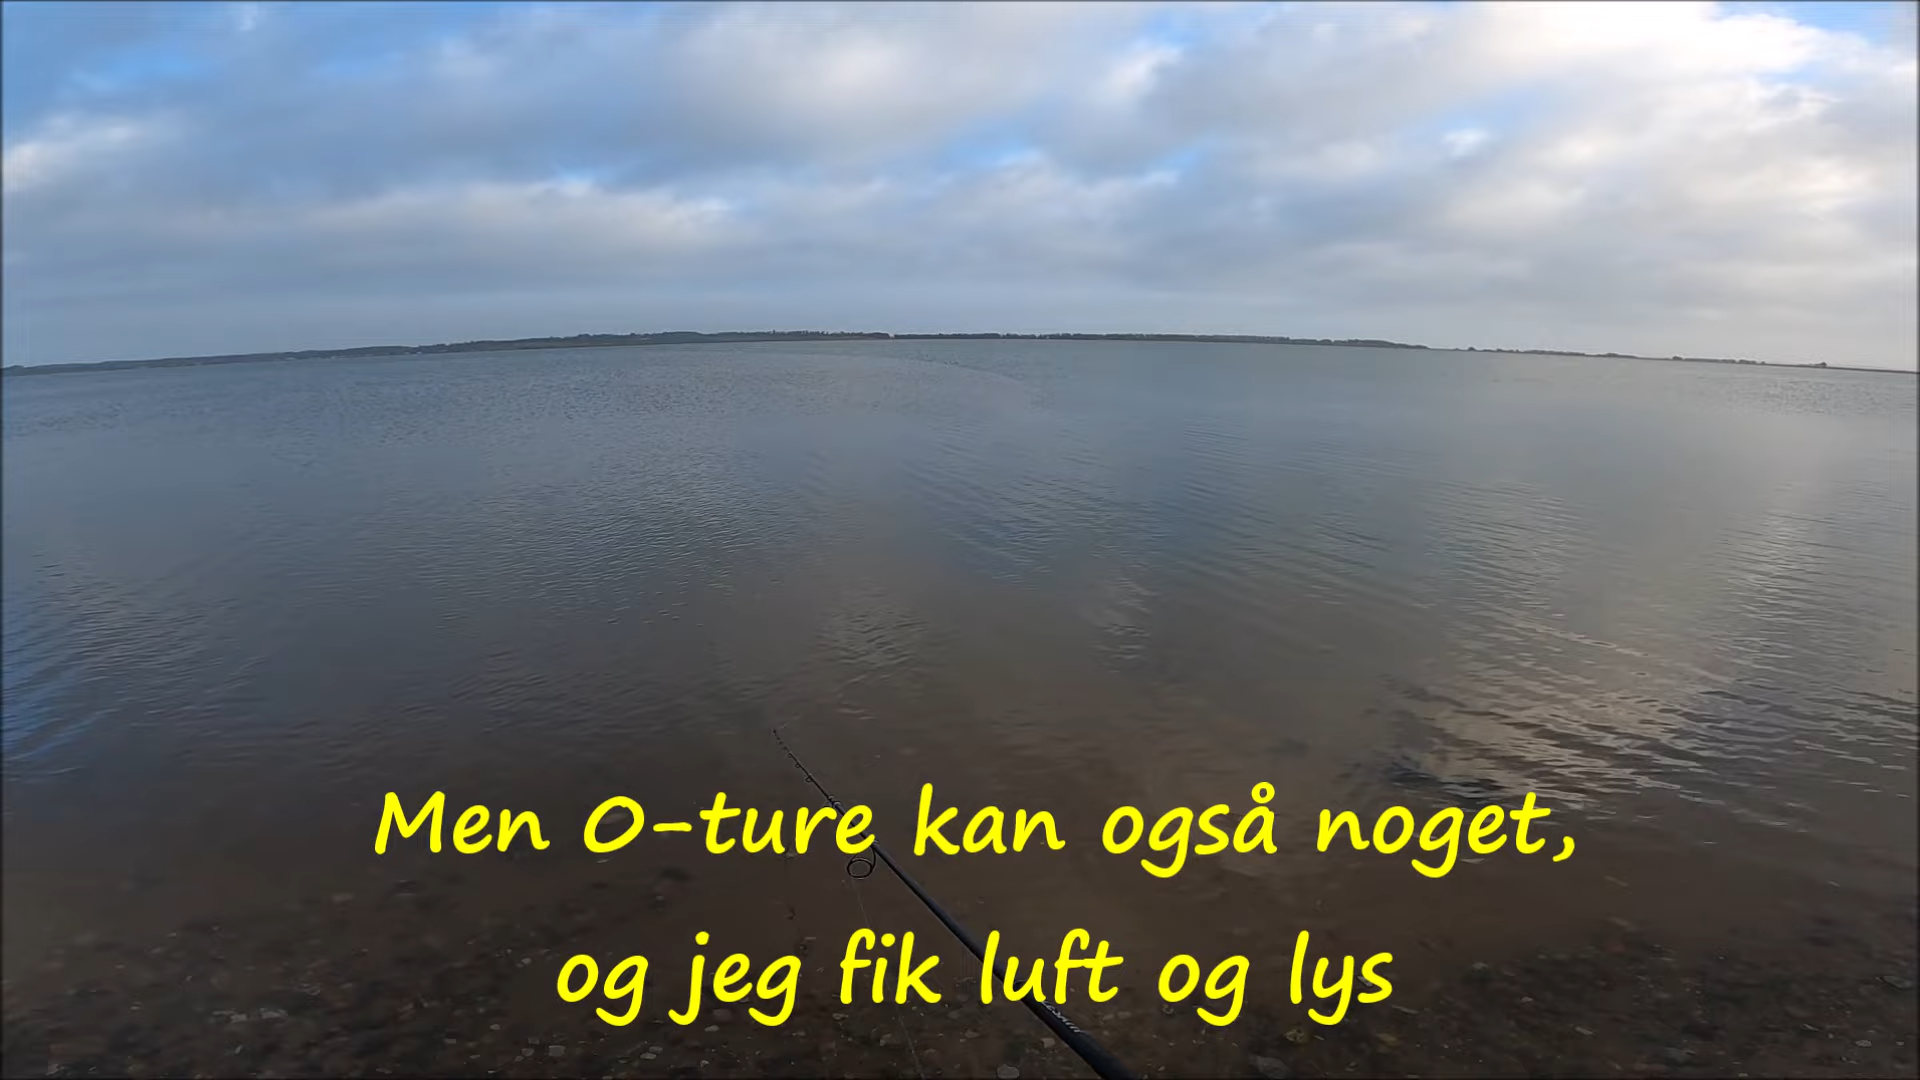 Men 0-ture kan også noget,
og jeg fik luft og lys